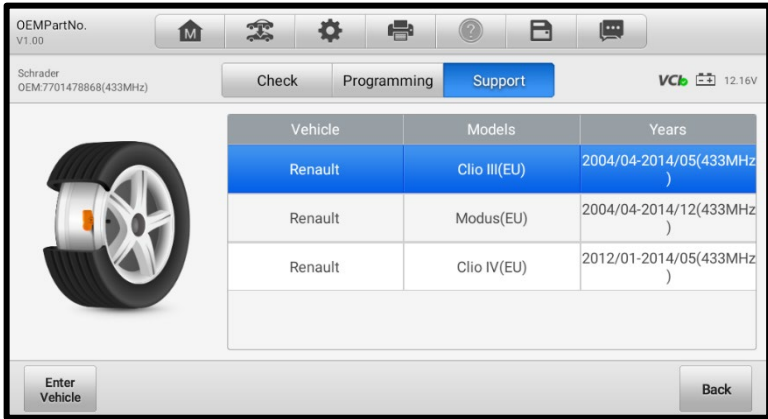 OEMPartNo.
V1.00
M
?
Schrader
OEM:7701478868(433MHz)
Check Programming Support
VCI 12.16V
Vehicle Models Years
Renault Clio III(EU) 2004/04-2014/05(433MHz
)
Renault Modus(EU) 2004/04-2014/12(433MHz
)
Renault Clio IV(EU) 2012/01-2014/05(433MHz
)
Enter
Vehicle
Back